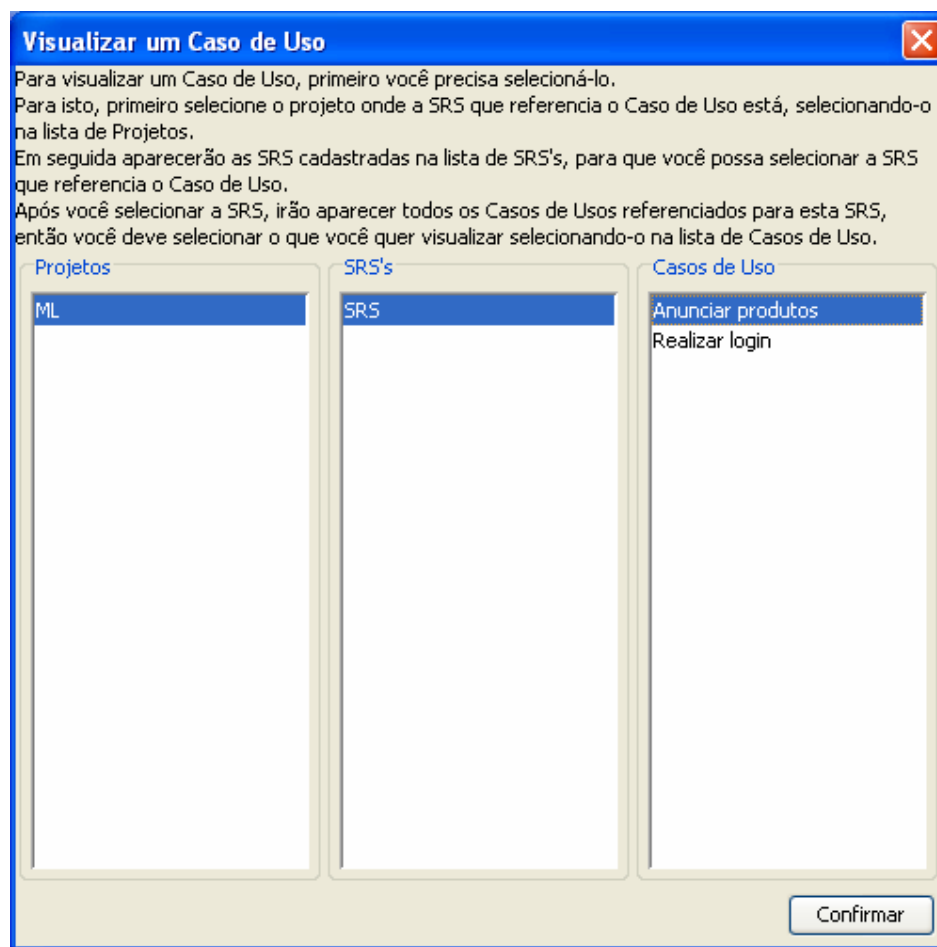 Visualizar um Caso de Uso
Para visualizar um Caso de Uso, primeiro você precisa selecioná-lo.
Para isto, primeiro selecione o projeto onde a SRS que referencia o Caso de Uso está, selecionando-o
na lista de Projetos.
Em seguida aparecerão as SRS cadastradas na lista de SRS's, para que você possa selecionar a SRS
que referencia o Caso de Uso.
Após você selecionar a SRS, irão aparecer todos os Casos de Usos referenciados para esta SRS,
então você deve selecionar o que você quer visualizar selecionando-o na lista de Casos de Uso.
Projetos
ML
SRS's
SRS
Casos de Uso
Anunciar produtos
Realizar login
Confirmar